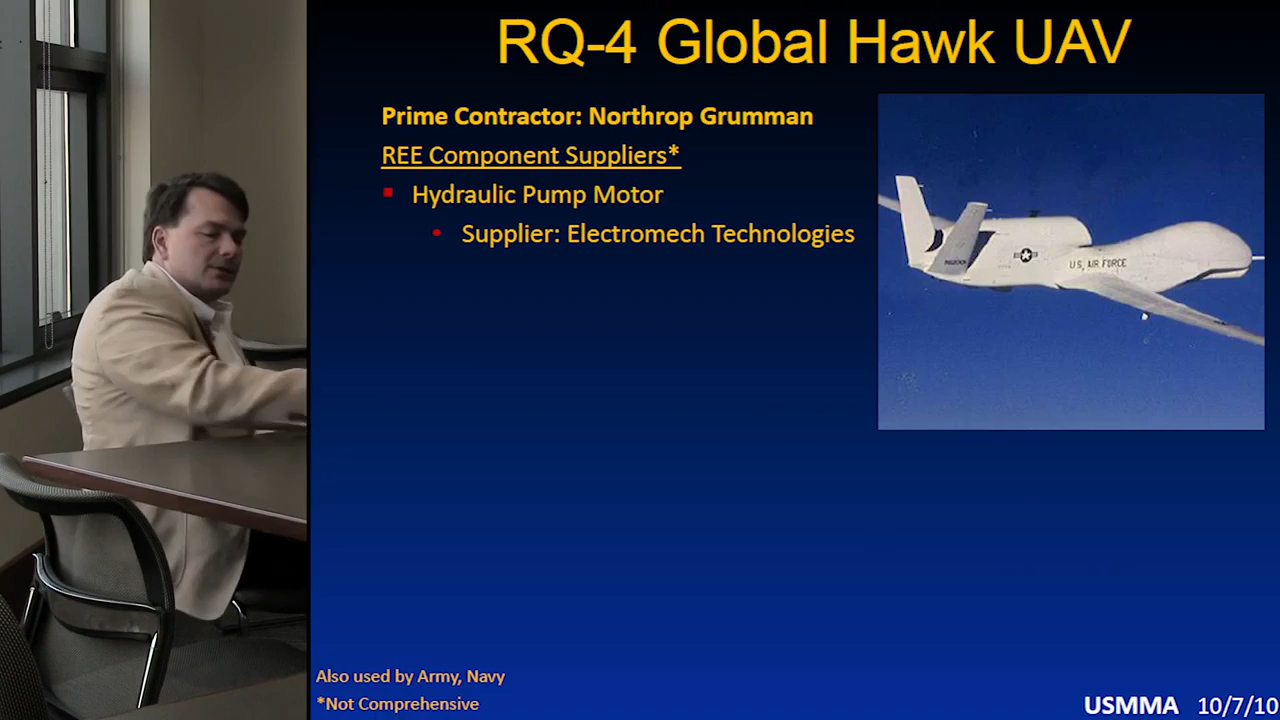 RQ-4 Global Hawk UAV
Prime Contractor: Northrop Grumman
REE Component Suppliers*
Hydraulic Pump Motor
Supplier: Electromech Technologies
U.S. AIR FORCE
Also used by Army, Navy
*Not Comprehensive
USMMA 10/7/10